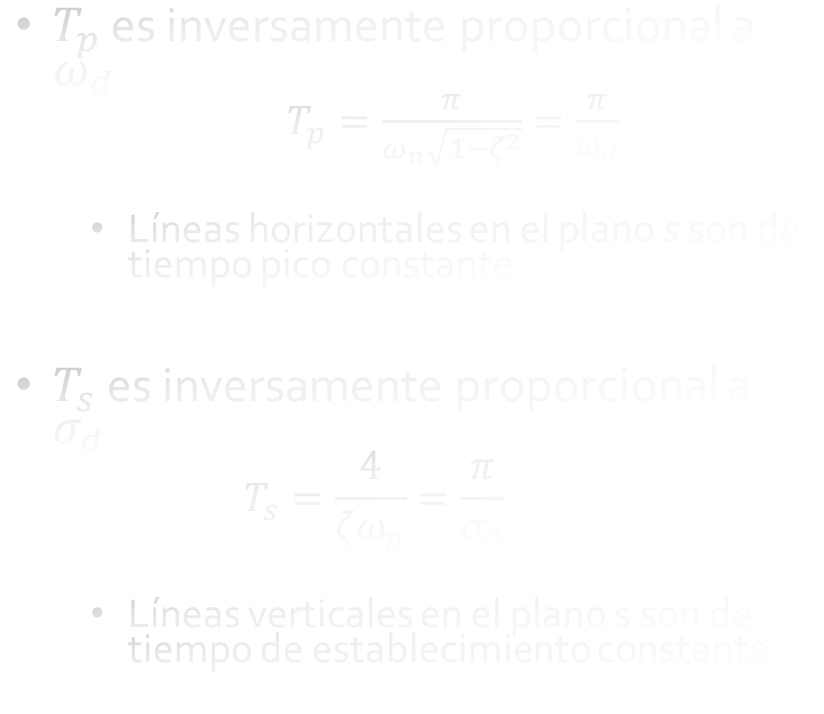 • T_p es inversamente proporcional a
ω_d
T_p = π / (ω_n√(1−ζ²)) = π / ω_d
• Líneas horizontales en el plano s son de
tiempo pico constante
• T_s es inversamente proporcional a
σ_d
T_s = 4 / (ζω_n) = π / σ_d
• Líneas verticales en el plano s son de
tiempo de establecimiento constante